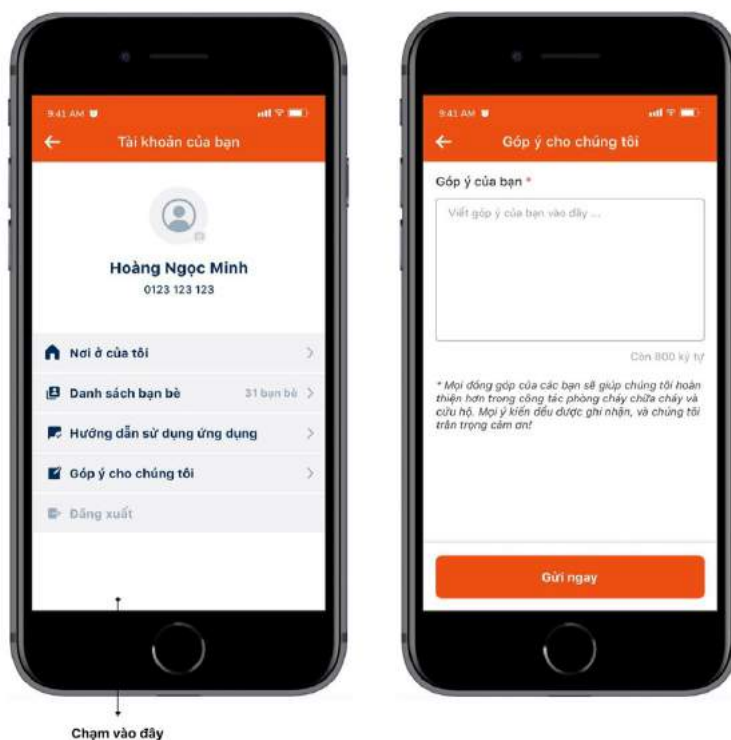 9:41 AM
Tài khoản của bạn
Hoàng Ngọc Minh
0123 123 123
Nơi ở của tôi
Danh sách bạn bè 31 bạn bè
Hướng dẫn sử dụng ứng dụng
Góp ý cho chúng tôi
Đăng xuất
Chạm vào đây
9:41 AM
Góp ý cho chúng tôi
Góp ý của bạn *
Viết góp ý của bạn vào đây ...
Còn 800 ký tự
* Mọi đóng góp của các bạn sẽ giúp chúng tôi hoàn
thiện hơn trong công tác phòng cháy chữa cháy và
cứu hộ. Mọi ý kiến đều được ghi nhận, và chúng tôi
trân trọng cảm ơn!
Gửi ngay